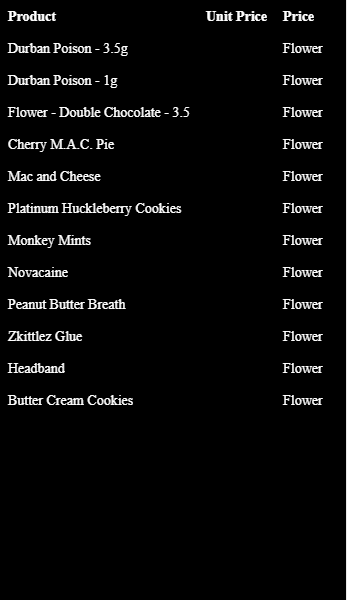 Product Unit Price Price
Durban Poison - 3.5g Flower
Durban Poison - 1g Flower
Flower - Double Chocolate - 3.5 Flower
Cherry M.A.C. Pie Flower
Mac and Cheese Flower
Platinum Huckleberry Cookies Flower
Monkey Mints Flower
Novacaine Flower
Peanut Butter Breath Flower
Zkittlez Glue Flower
Headband Flower
Butter Cream Cookies Flower